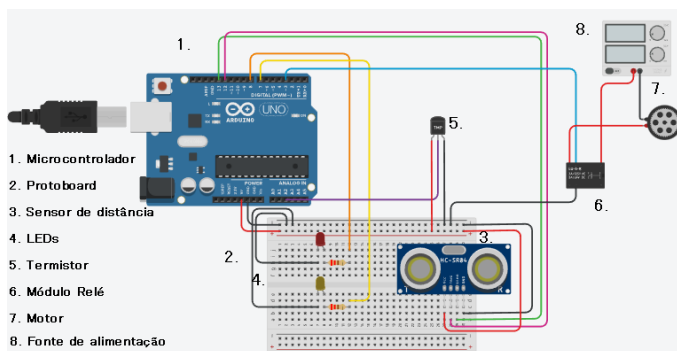 1.
8.
DIGITAL (PWM~)
UNO
ARDUINO
TMP
5.
7.
6.
POWER
ANALOG IN
1. Microcontrolador
2. Protoboard
3. Sensor de distância
4. LEDs
5. Termistor
6. Módulo Relé
7. Motor
8. Fonte de alimentação
2.
3.
HC-SR04
T
R
4.